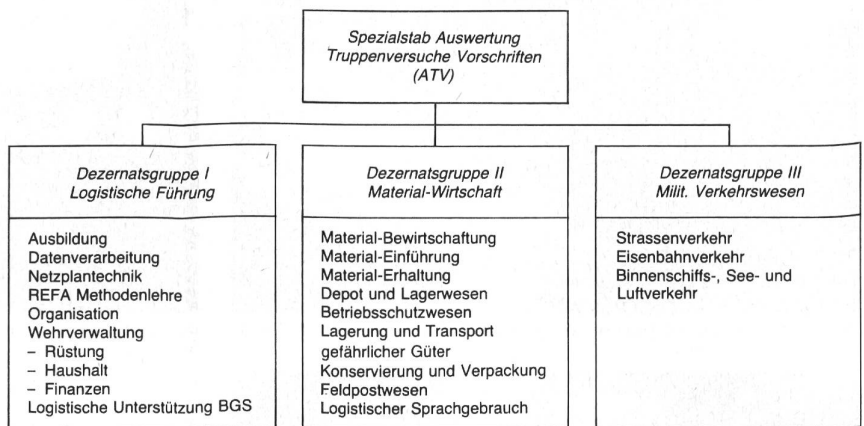 Spezialstab Auswertung
Truppenversuche Vorschriften
(ATV)
Dezernatsgruppe I
Logistische Führung
Ausbildung
Datenverarbeitung
Netzplantechnik
REFA Methodenlehre
Organisation
Wehrverwaltung
– Rüstung
– Haushalt
– Finanzen
Logistische Unterstützung BGS
Dezernatsgruppe II
Material-Wirtschaft
Material-Bewirtschaftung
Material-Einführung
Material-Erhaltung
Depot und Lagerwesen
Betriebsschutzwesen
Lagerung und Transport
gefährlicher Güter
Konservierung und Verpackung
Feldpostwesen
Logistischer Sprachgebrauch
Dezernatsgruppe III
Milit. Verkehrswesen
Strassenverkehr
Eisenbahnverkehr
Binnenschiffs-, See- und
Luftverkehr